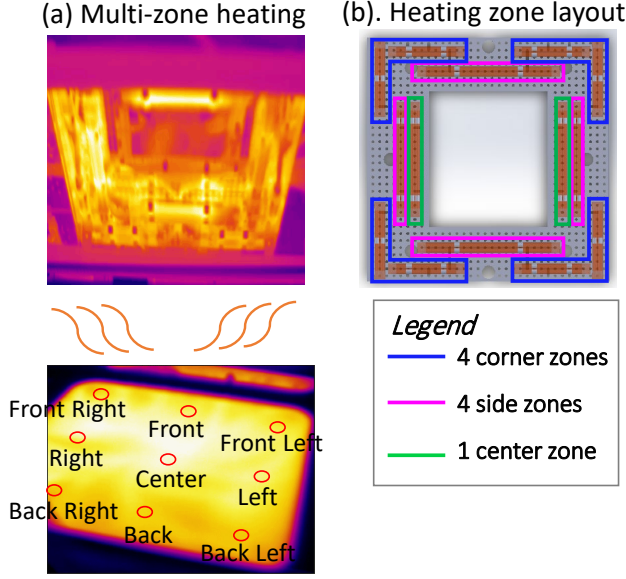 (a) Multi-zone heating
(b). Heating zone layout
Front Right
Front
Front Left
Right
Center
Left
Back Right
Back
Back Left
Legend
4 corner zones
4 side zones
1 center zone